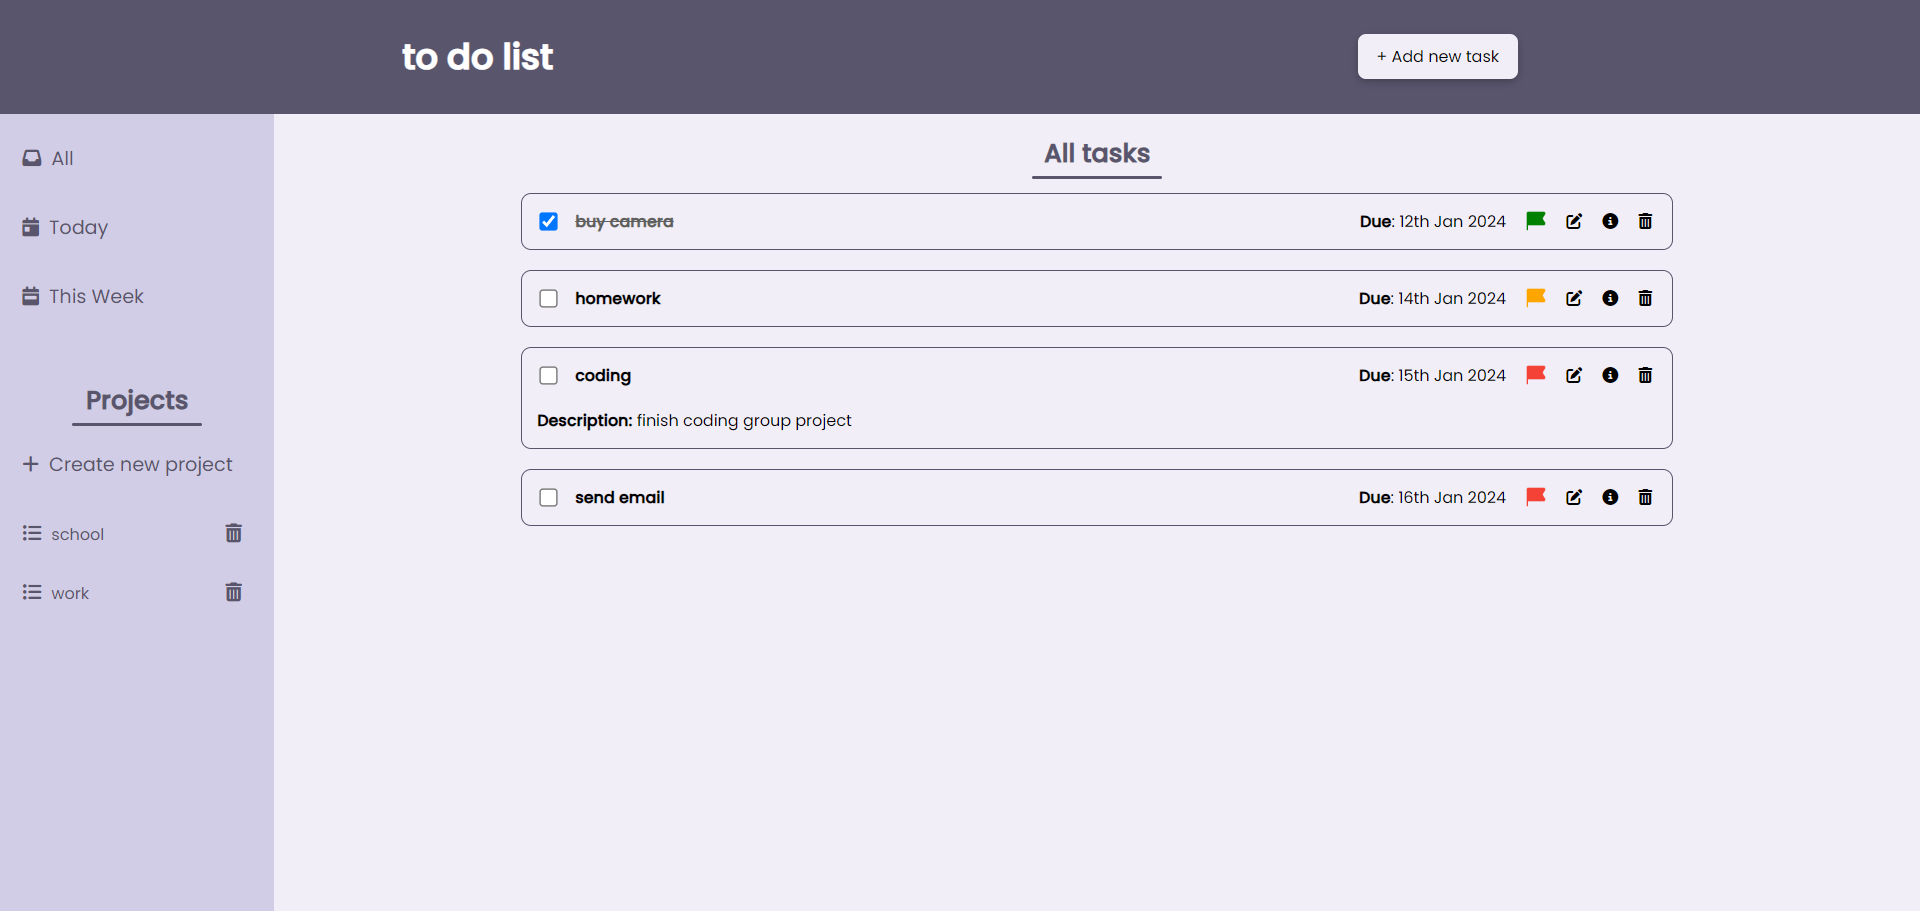 to do list
+ Add new task
All
Today
This Week
Projects
Create new project
school
work
All tasks
buy camera Due: 12th Jan 2024
homework Due: 14th Jan 2024
coding Due: 15th Jan 2024
Description: finish coding group project
send email Due: 16th Jan 2024